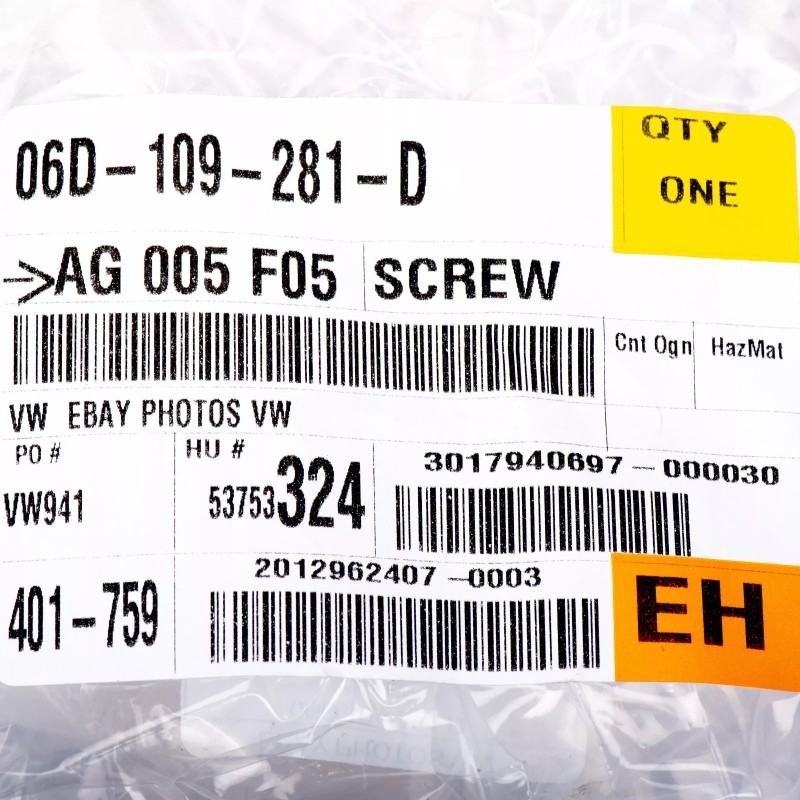 06D-109-281-D
QTY
ONE
->AG 005 F05 SCREW
Cnt Ogn HazMat
VW EBAY PHOTOS VW
PO # HU #
VW941 53753324
3017940697-000030
401-759
2012962407-0003
EH